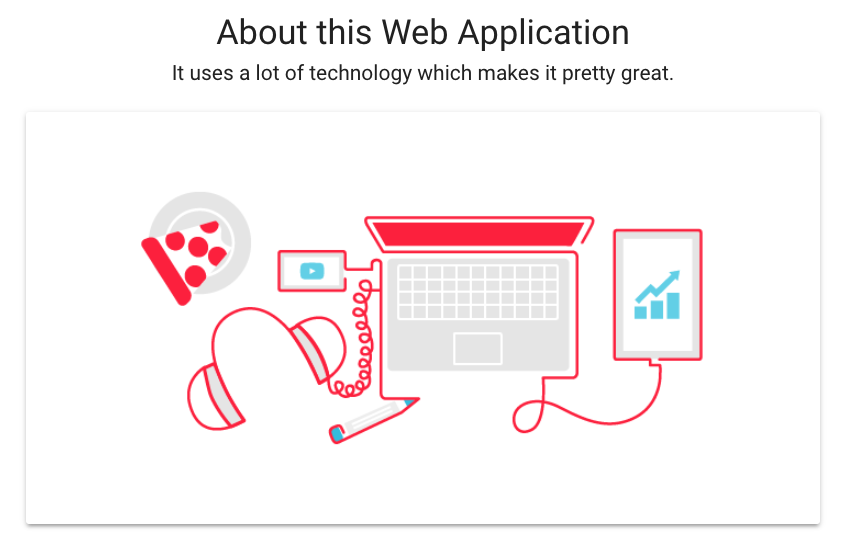 About this Web Application
It uses a lot of technology which makes it pretty great.